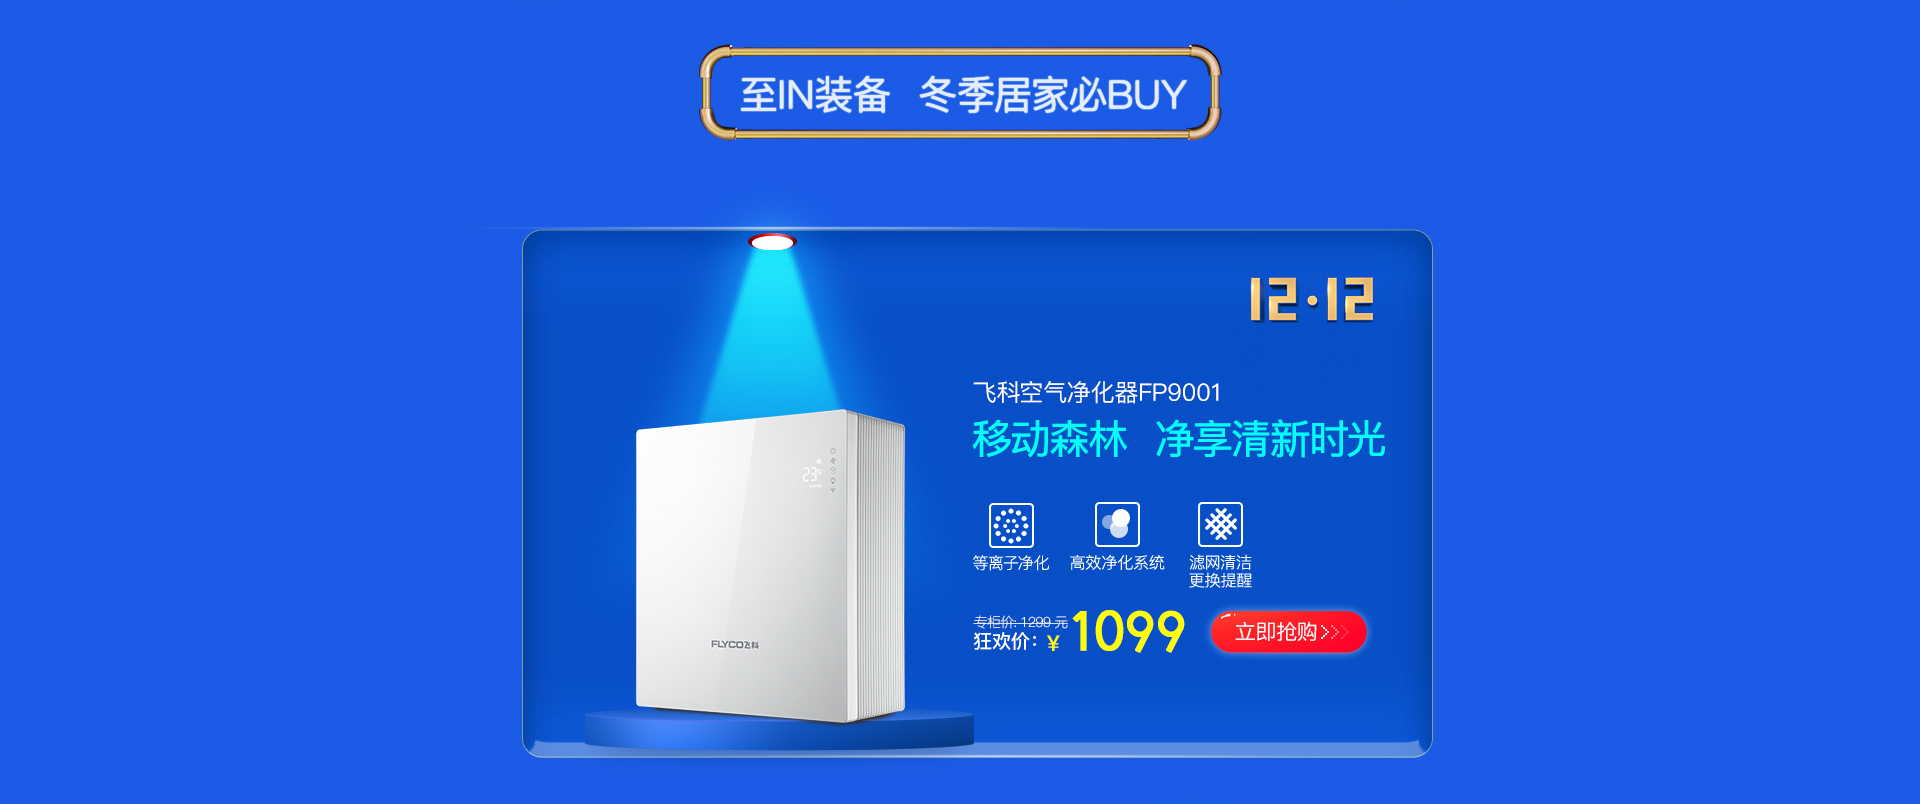 至IN装备 冬季居家必BUY
12·12
飞科空气净化器FP9001
移动森林 净享清新时光
23℃
等离子净化
高效净化系统
滤网清洁
更换提醒
专柜价: 1299 元
狂欢价: ¥ 1099
立即抢购>>>
FLYCO飞科